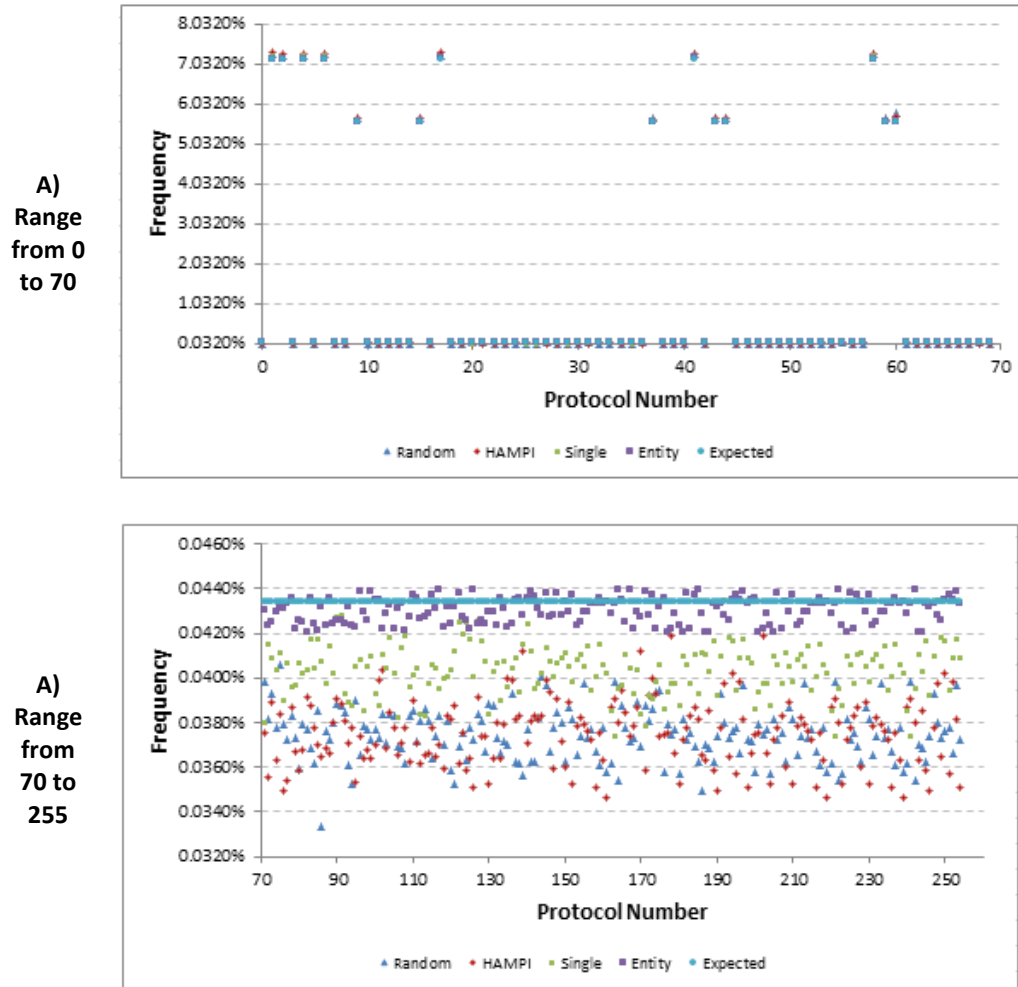 A)
Range
from 0
to 70
Frequency
8.0320%
7.0320%
6.0320%
5.0320%
4.0320%
3.0320%
2.0320%
1.0320%
0.0320%
0 10 20 30 40 50 60 70
Protocol Number
Random HAMPI Single Entity Expected
A)
Range
from
70 to
255
Frequency
0.0460%
0.0440%
0.0420%
0.0400%
0.0380%
0.0360%
0.0340%
0.0320%
70 90 110 130 150 170 190 210 230 250
Protocol Number
Random HAMPI Single Entity Expected